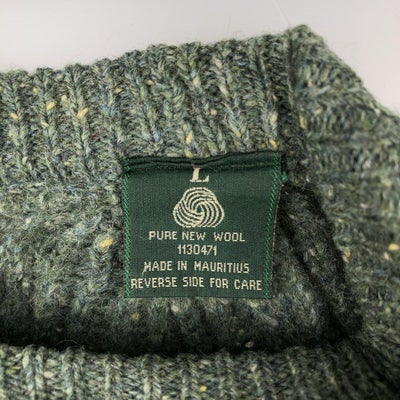 L
PURE NEW WOOL
1130471
MADE IN MAURITIUS
REVERSE SIDE FOR CARE